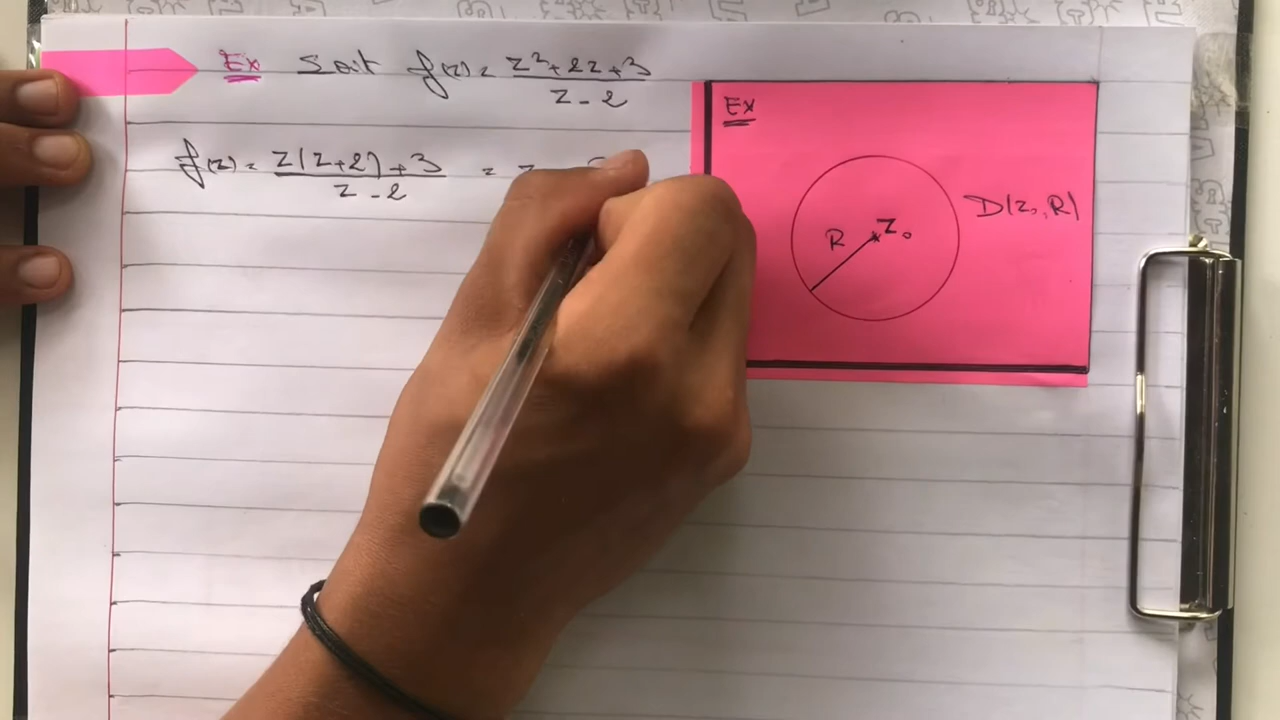 Ex Soit f(z) = z²+2z+3 / z-2
f(z) = z(z+2)+3 / z-2 = z
Ex
D(z₀,R)
R z₀